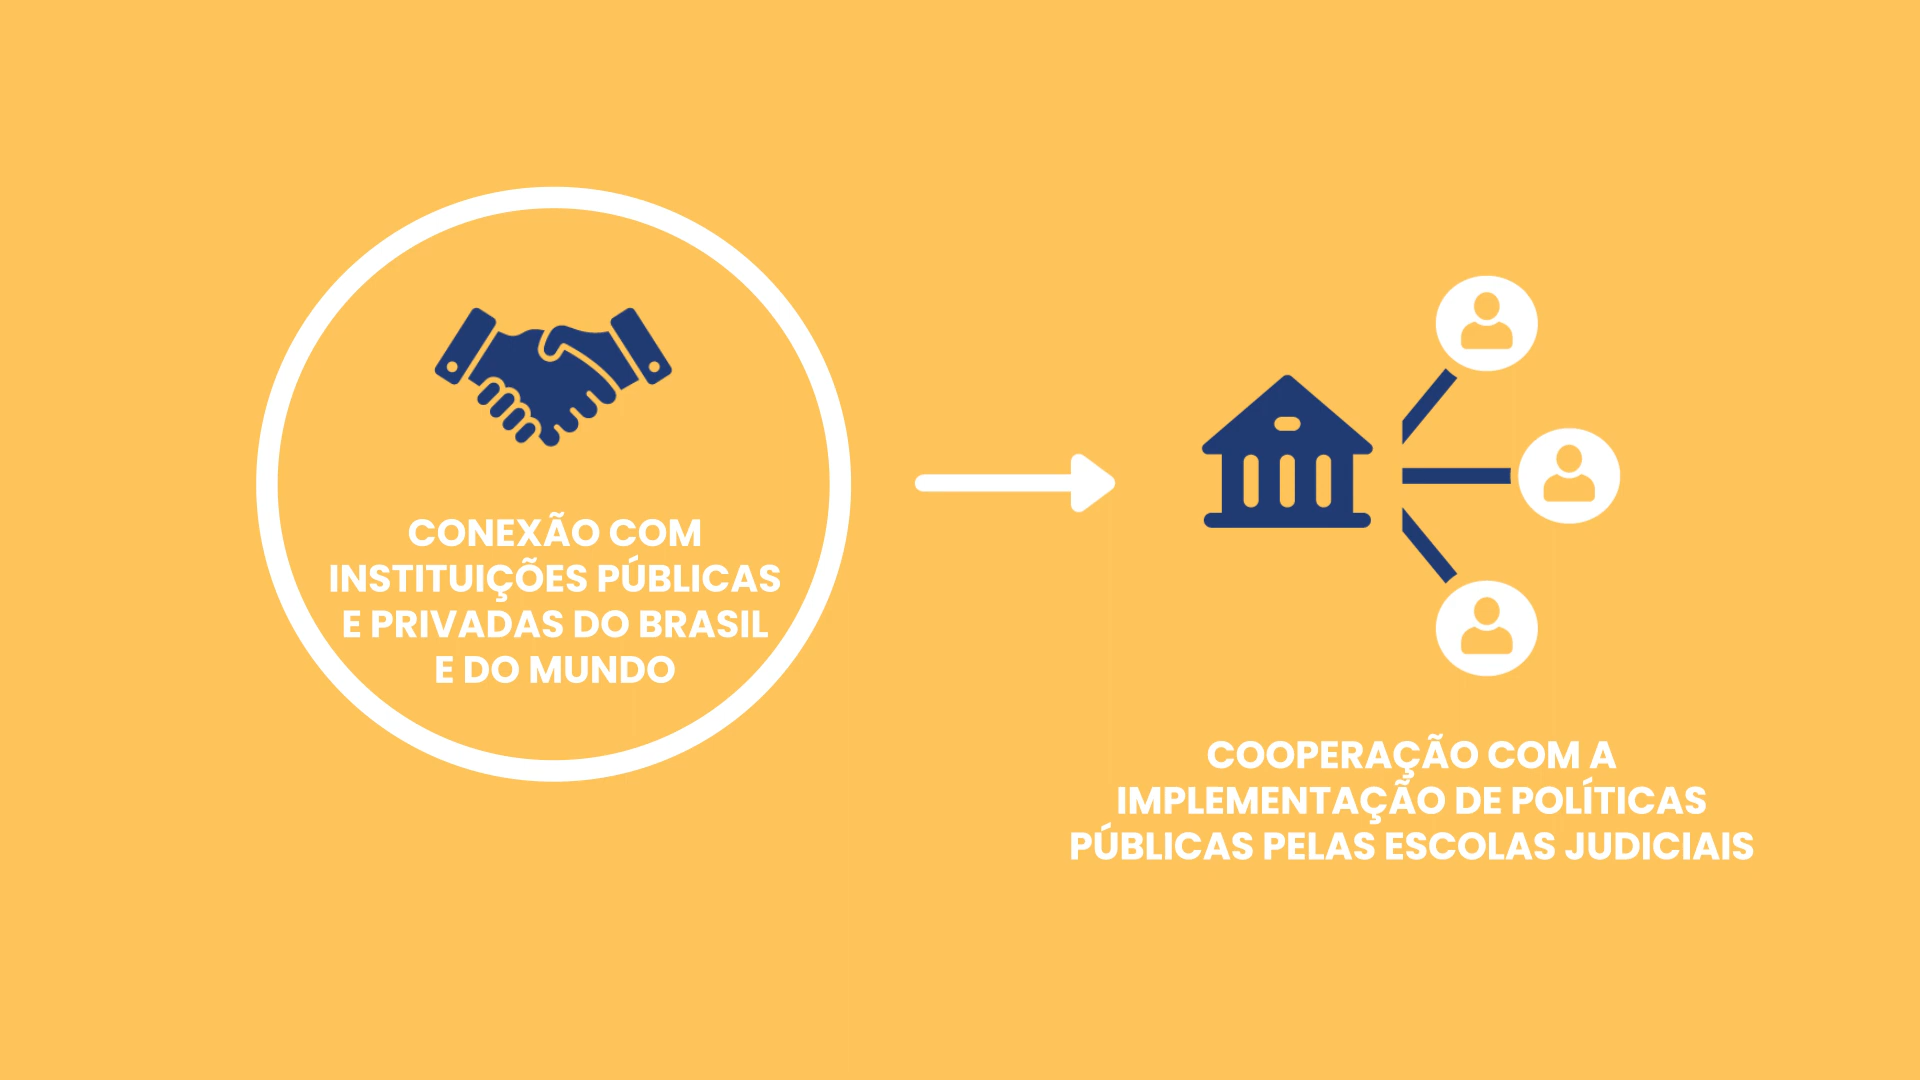 CONEXÃO COM
INSTITUIÇÕES PÚBLICAS
E PRIVADAS DO BRASIL
E DO MUNDO
COOPERAÇÃO COM A
IMPLEMENTAÇÃO DE POLÍTICAS
PÚBLICAS PELAS ESCOLAS JUDICIAIS